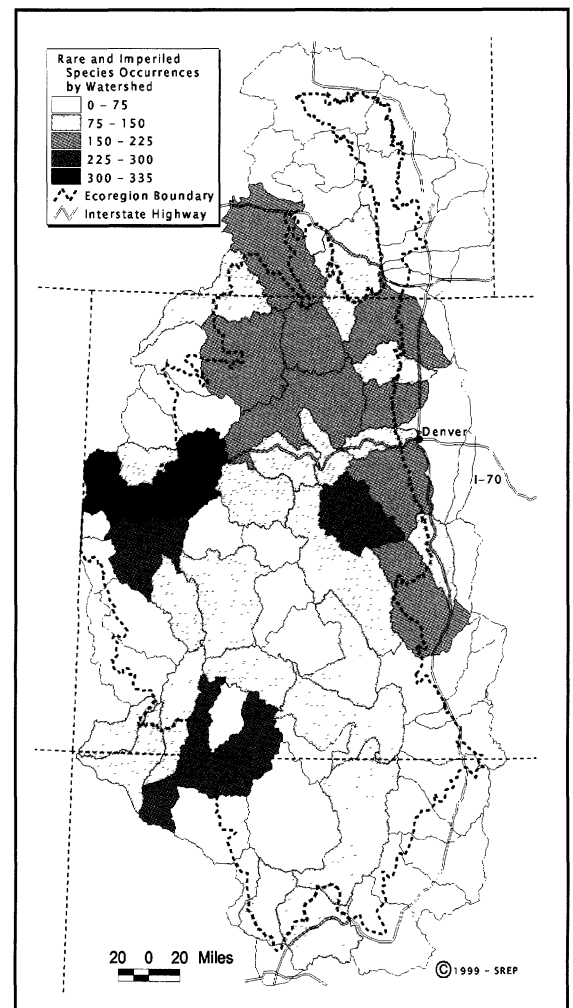 Rare and Imperiled
Species Occurrences
by Watershed
0 - 75
75 - 150
150 - 225
225 - 300
300 - 335
Ecoregion Boundary
Interstate Highway
Denver
I-70
20 0 20 Miles
© 1999 - SREP